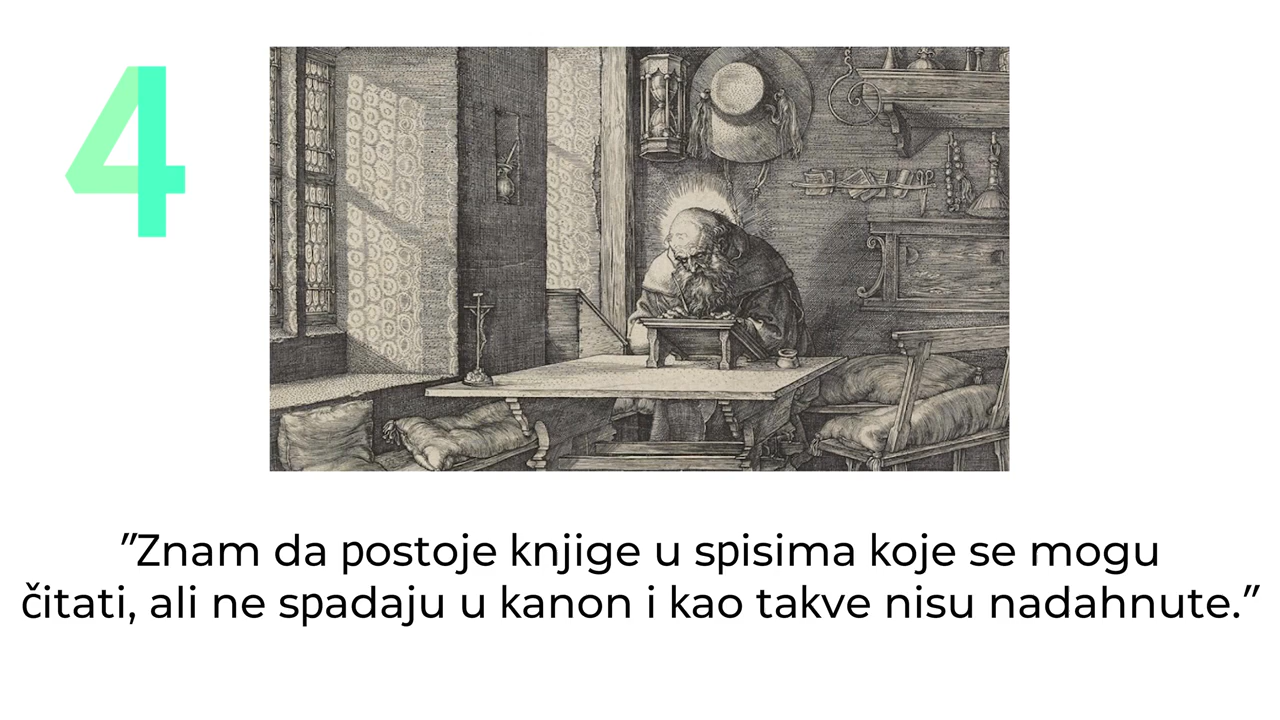 4
"Znam da postoje knjige u spisima koje se mogu
čitati, ali ne spadaju u kanon i kao takve nisu nadahnute."